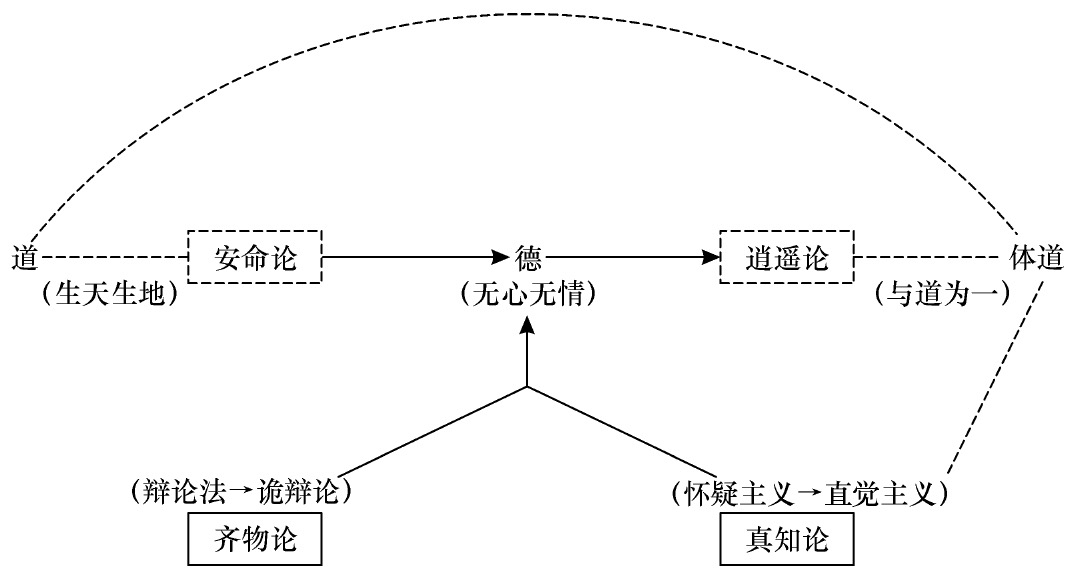 道 安命论 德 逍遥论 体道
（生天生地） （无心无情） （与道为一）
（辩论法→诡辩论） （怀疑主义→直觉主义）
齐物论 真知论